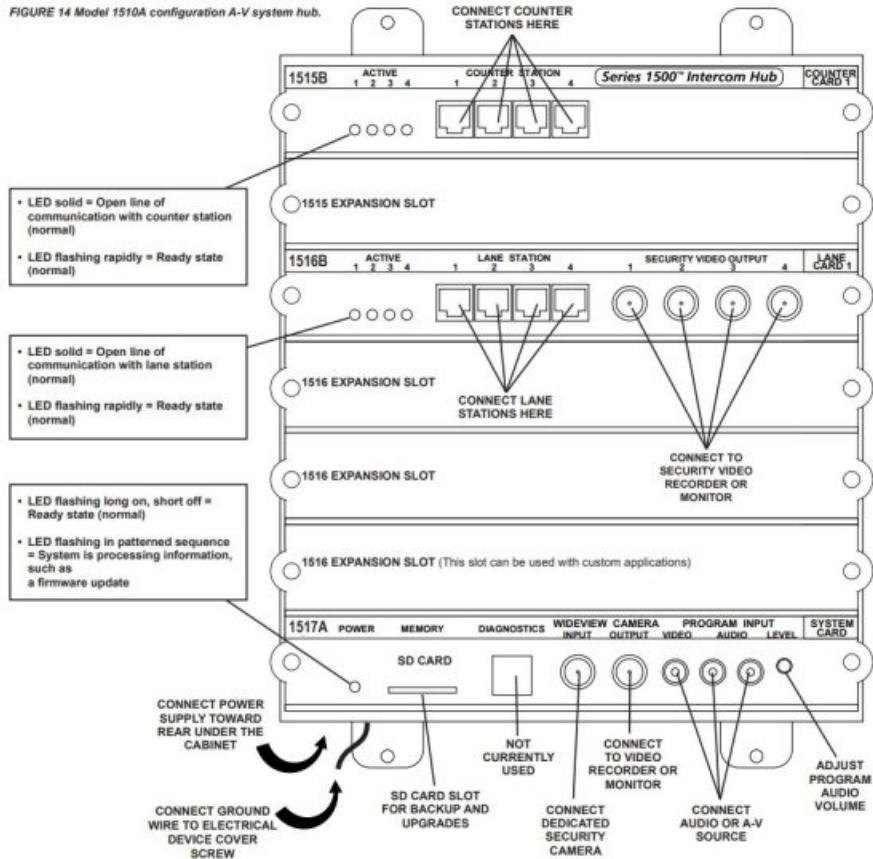 FIGURE 14 Model 1510A configuration A-V system hub.
CONNECT COUNTER
STATIONS HERE
1515B
ACTIVE
1 2 3 4
COUNTER STATION
1 2 3 4
Series 1500™ Intercom Hub
COUNTER
CARD 1
• LED solid = Open line of
communication with counter station
(normal)
• LED flashing rapidly = Ready state
(normal)
1515 EXPANSION SLOT
1516B
ACTIVE
1 2 3 4
LANE STATION
1 2 3 4
SECURITY VIDEO OUTPUT
1 2 3 4
LANE
CARD 1
• LED solid = Open line of
communication with lane station
(normal)
• LED flashing rapidly = Ready state
(normal)
1516 EXPANSION SLOT
CONNECT LANE
STATIONS HERE
CONNECT TO
SECURITY VIDEO
RECORDER OR
MONITOR
1516 EXPANSION SLOT
• LED flashing long on, short off =
Ready state (normal)
• LED flashing in patterned sequence
= System is processing information,
such as
a firmware update
1516 EXPANSION SLOT (This slot can be used with custom applications)
1517A
POWER
MEMORY
DIAGNOSTICS
WIDEVIEW CAMERA
INPUT OUTPUT
PROGRAM INPUT
VIDEO AUDIO LEVEL
SYSTEM
CARD
SD CARD
CONNECT POWER
SUPPLY TOWARD
REAR UNDER THE
CABINET
CONNECT GROUND
WIRE TO ELECTRICAL
DEVICE COVER
SCREW
SD CARD SLOT
FOR BACKUP AND
UPGRADES
NOT
CURRENTLY
USED
CONNECT
DEDICATED
SECURITY
CAMERA
CONNECT
TO VIDEO
RECORDER OR
MONITOR
CONNECT
AUDIO OR A-V
SOURCE
ADJUST
PROGRAM
AUDIO
VOLUME